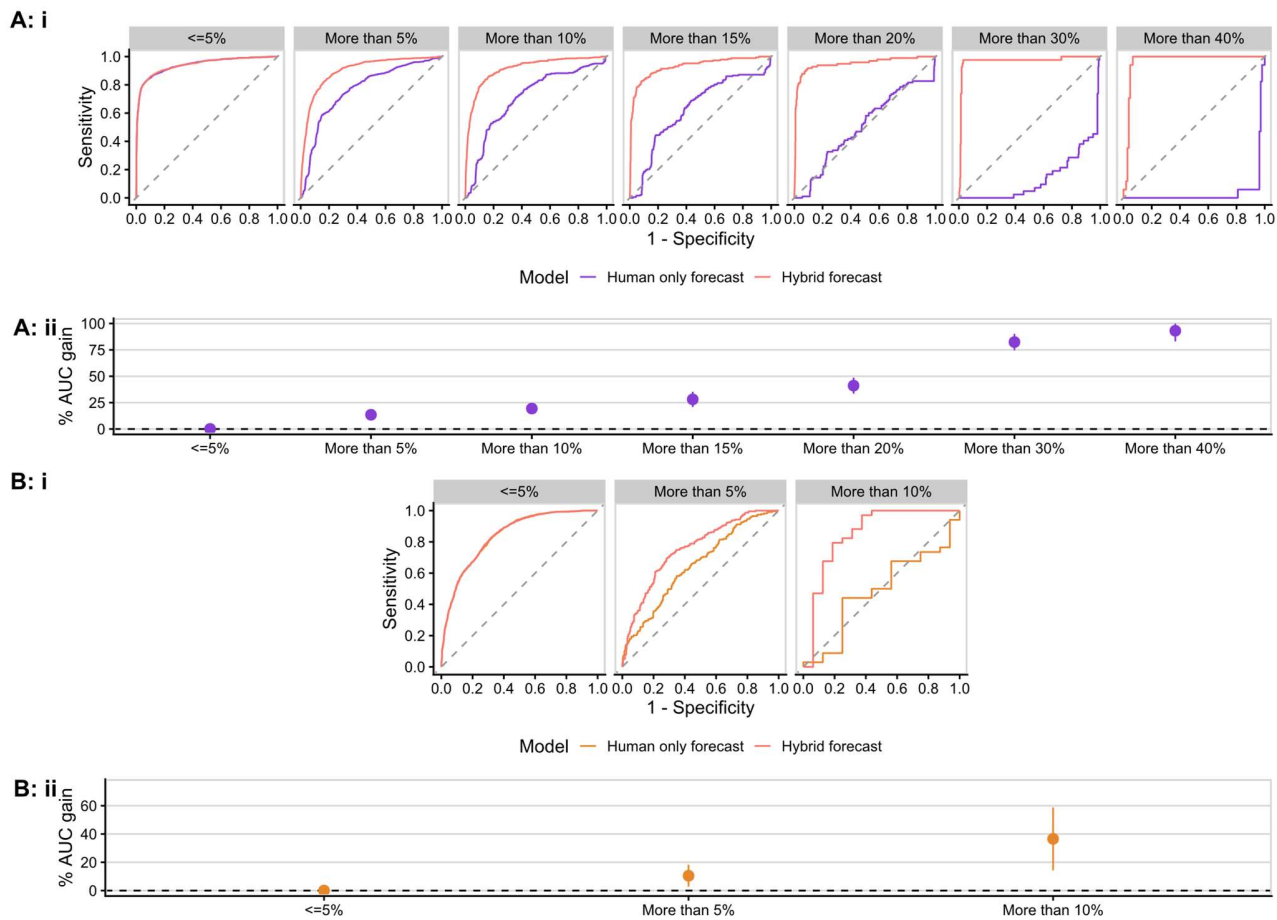 A: i
<=5% More than 5% More than 10% More than 15% More than 20% More than 30% More than 40%
1.0
0.8
0.6
0.4
0.2
0.0
Sensitivity
0.0 0.2 0.4 0.6 0.8 1.0 0.0 0.2 0.4 0.6 0.8 1.0 0.0 0.2 0.4 0.6 0.8 1.0 0.0 0.2 0.4 0.6 0.8 1.0 0.0 0.2 0.4 0.6 0.8 1.0 0.0 0.2 0.4 0.6 0.8 1.0 0.0 0.2 0.4 0.6 0.8 1.0
1 - Specificity
Model Human only forecast Hybrid forecast
A: ii
% AUC gain
100
75
50
25
0
<=5% More than 5% More than 10% More than 15% More than 20% More than 30% More than 40%
B: i
<=5% More than 5% More than 10%
1.0
0.8
0.6
0.4
0.2
0.0
Sensitivity
0.0 0.2 0.4 0.6 0.8 1.0 0.0 0.2 0.4 0.6 0.8 1.0 0.0 0.2 0.4 0.6 0.8 1.0
1 - Specificity
Model Human only forecast Hybrid forecast
B: ii
% AUC gain
60
40
20
0
<=5% More than 5% More than 10%